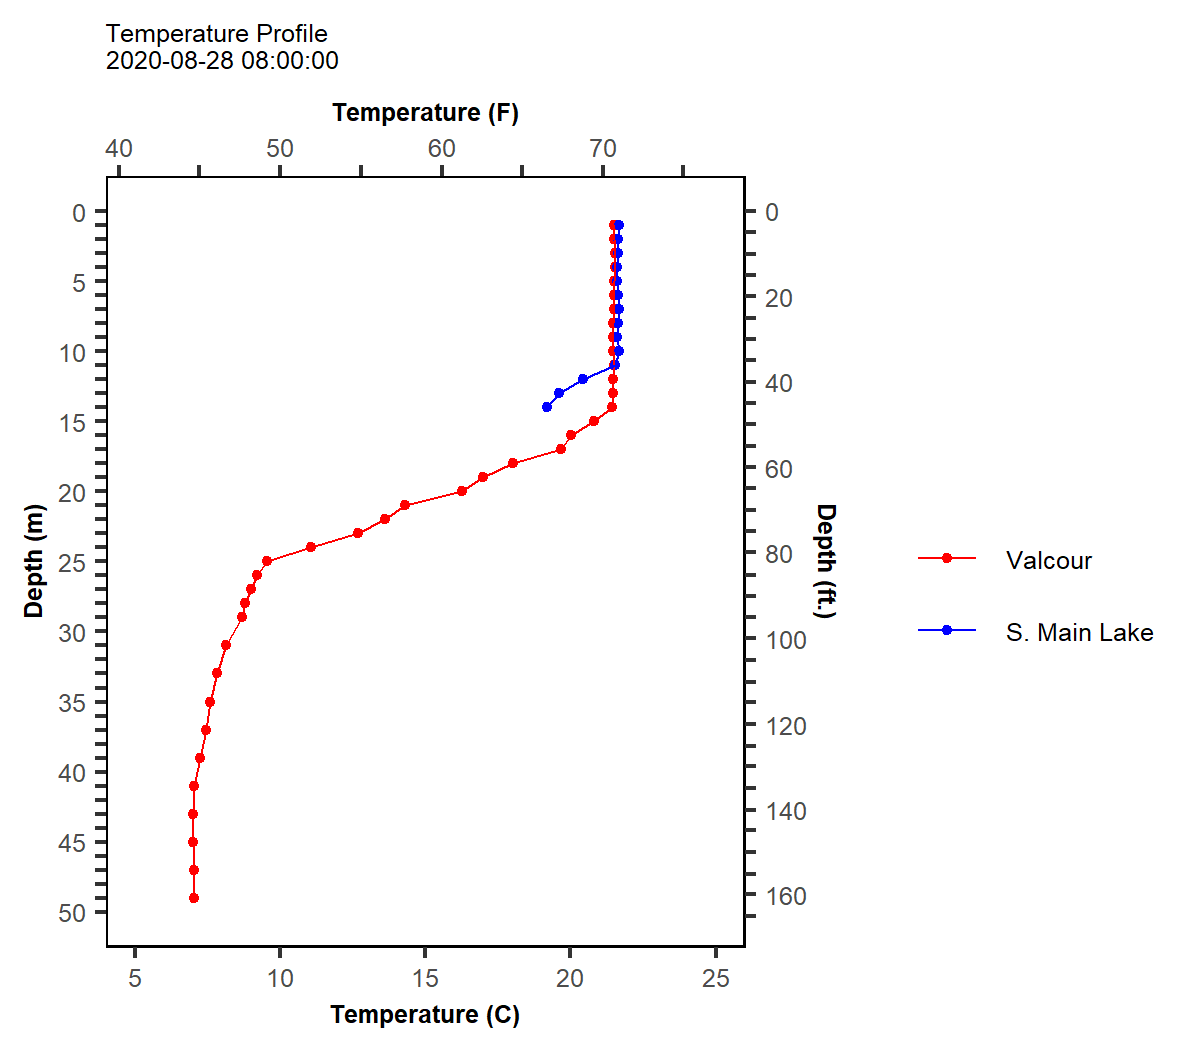 Temperature Profile
2020-08-28 08:00:00
Temperature (F)
40 50 60 70
0 0
5
20
10
40
15
60
20
Depth (m)
Depth (ft.)
80
25
Valcour
30
100
S. Main Lake
35
120
40
140
45
160
50
5 10 15 20 25
Temperature (C)